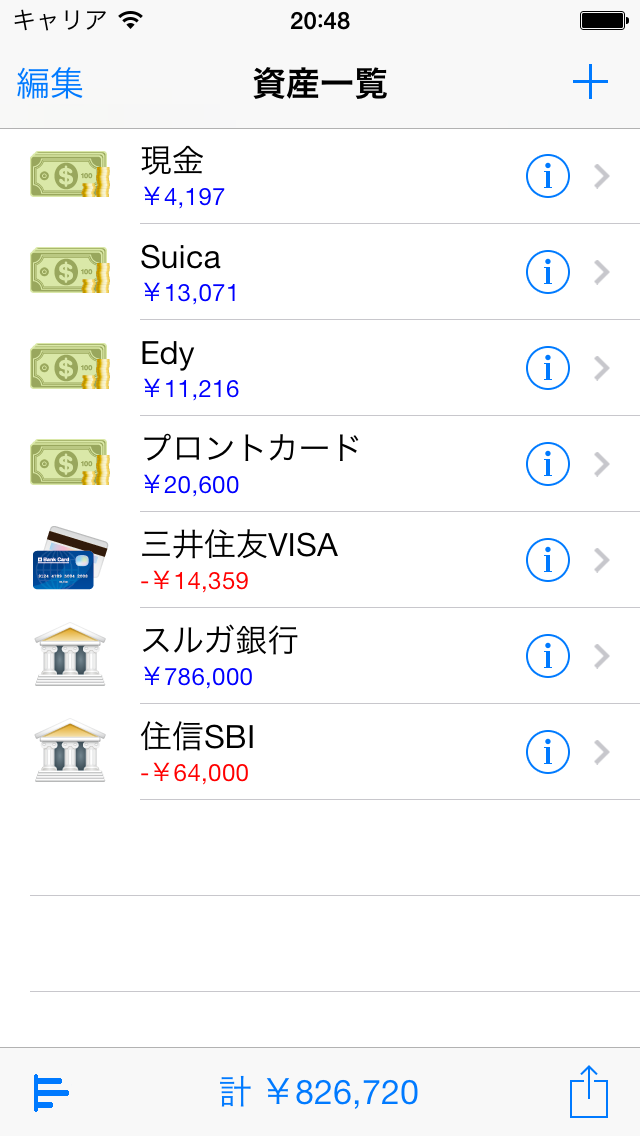 キャリア 20:48
編集 資産一覧
現金
￥4,197
Suica
￥13,071
Edy
￥11,216
プロントカード
￥20,600
三井住友VISA
-￥14,359
スルガ銀行
￥786,000
住信SBI
-￥64,000
計 ￥826,720